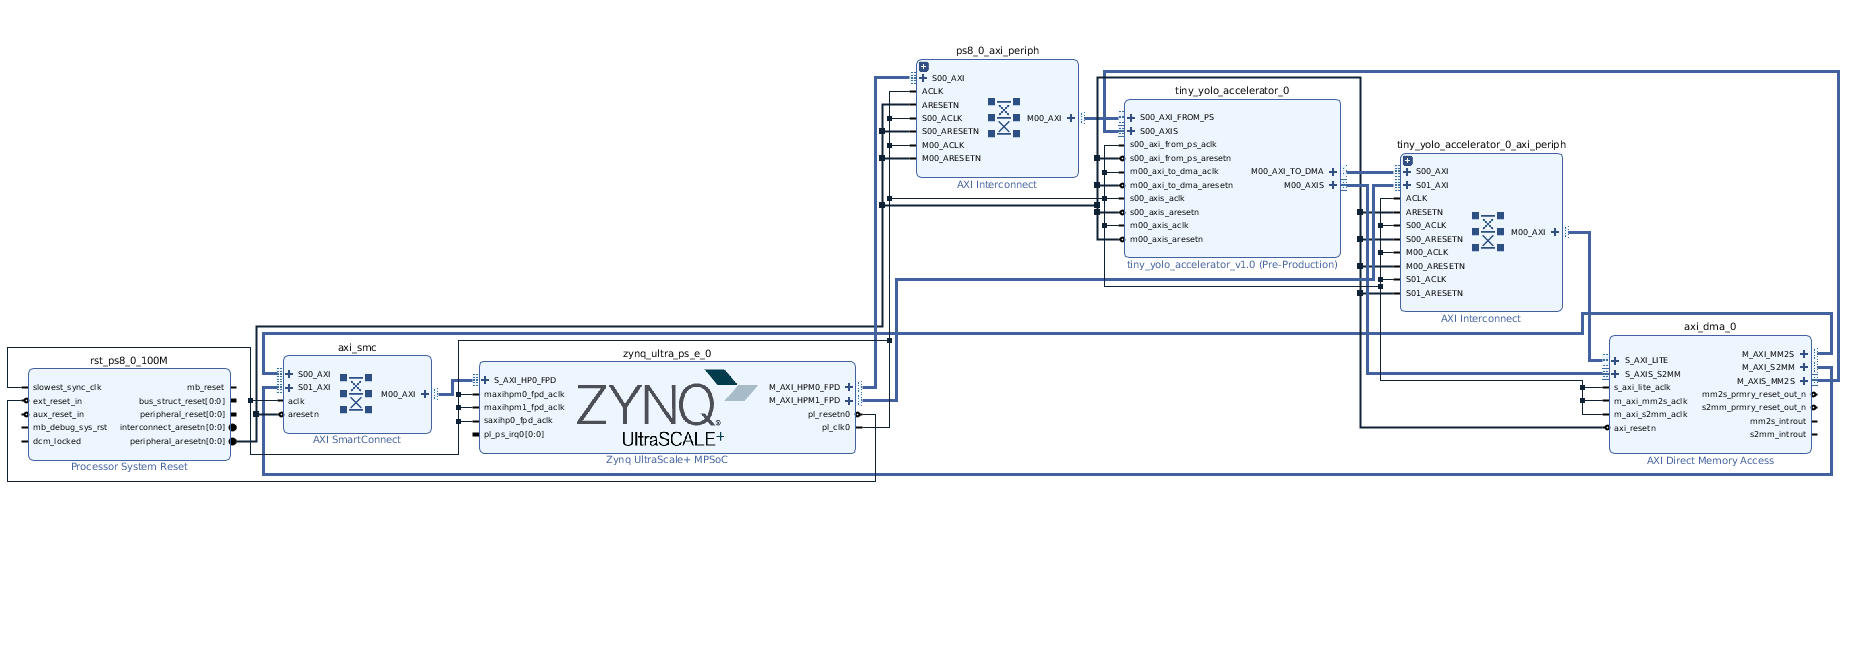 ps8_0_axi_periph
S00_AXI
ACLK
ARESETN
S00_ACLK
S00_ARESETN
M00_ACLK
M00_ARESETN
M00_AXI
AXI Interconnect
tiny_yolo_accelerator_0
S00_AXI_FROM_PS
S00_AXIS
s00_axi_from_ps_aclk
s00_axi_from_ps_aresetn
m00_axi_to_dma_aclk
m00_axi_to_dma_aresetn
s00_axis_aclk
s00_axis_aresetn
m00_axis_aclk
m00_axis_aresetn
M00_AXI_TO_DMA
M00_AXIS
tiny_yolo_accelerator_v1.0 (Pre-Production)
tiny_yolo_accelerator_0_axi_periph
S00_AXI
S01_AXI
ACLK
ARESETN
S00_ACLK
S00_ARESETN
M00_ACLK
M00_ARESETN
S01_ACLK
S01_ARESETN
M00_AXI
AXI Interconnect
rst_ps8_0_100M
slowest_sync_clk
ext_reset_in
aux_reset_in
mb_debug_sys_rst
dcm_locked
mb_reset
bus_struct_reset[0:0]
peripheral_reset[0:0]
interconnect_aresetn[0:0]
peripheral_aresetn[0:0]
Processor System Reset
axi_smc
S00_AXI
S01_AXI
aclk
aresetn
M00_AXI
AXI SmartConnect
zynq_ultra_ps_e_0
S_AXI_HP0_FPD
maxihpm0_fpd_aclk
maxihpm1_fpd_aclk
saxihp0_fpd_aclk
pl_ps_irq0[0:0]
ZYNQ®
UltraSCALE+
M_AXI_HPM0_FPD
M_AXI_HPM1_FPD
pl_resetn0
pl_clk0
Zynq UltraScale+ MPSoC
axi_dma_0
S_AXI_LITE
S_AXIS_S2MM
s_axi_lite_aclk
m_axi_mm2s_aclk
m_axi_s2mm_aclk
axi_resetn
M_AXI_MM2S
M_AXI_S2MM
M_AXIS_MM2S
mm2s_prmry_reset_out_n
s2mm_prmry_reset_out_n
mm2s_introut
s2mm_introut
AXI Direct Memory Access